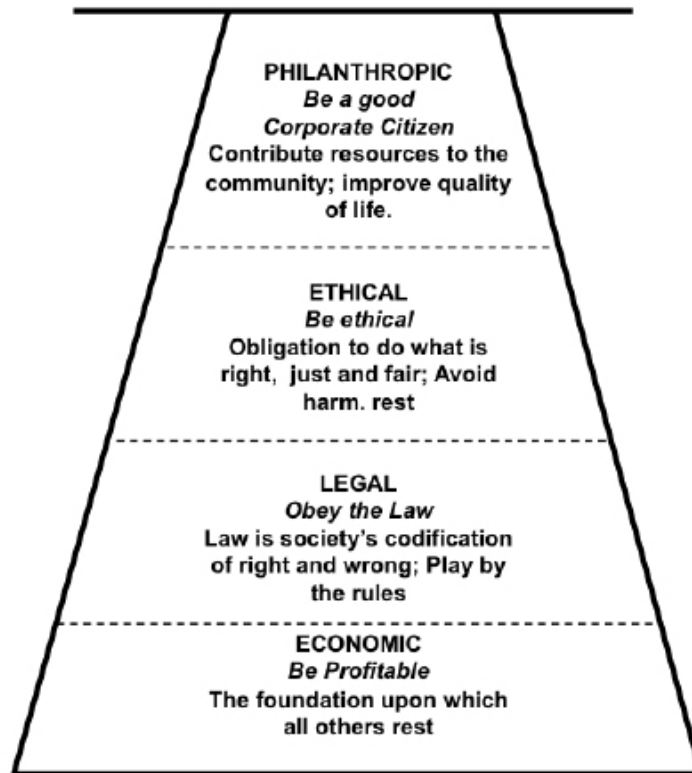 PHILANTHROPIC
Be a good
Corporate Citizen
Contribute resources to the
community; improve quality
of life.
ETHICAL
Be ethical
Obligation to do what is
right, just and fair; Avoid
harm. rest
LEGAL
Obey the Law
Law is society's codification
of right and wrong; Play by
the rules
ECONOMIC
Be Profitable
The foundation upon which
all others rest